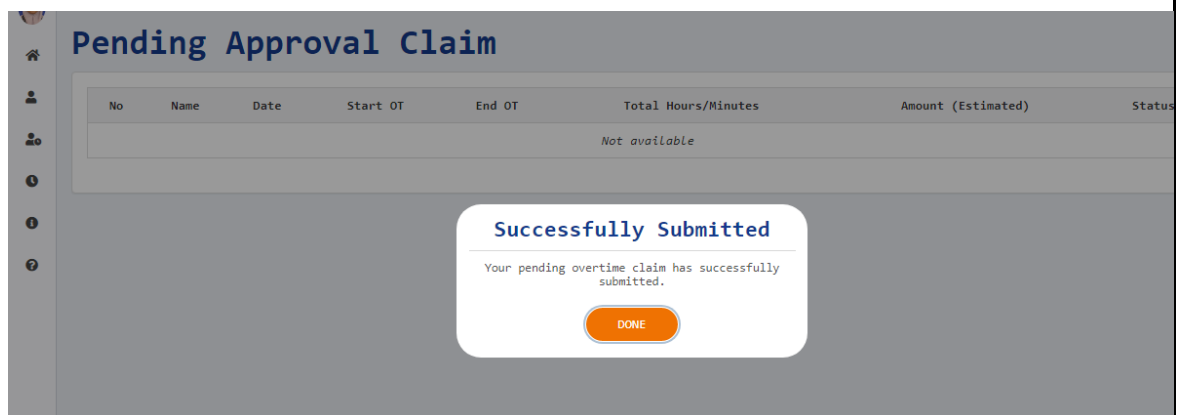 Pending Approval Claim
No Name Date Start OT End OT Total Hours/Minutes Amount (Estimated) Status
Not available
Successfully Submitted
Your pending overtime claim has successfully
submitted.
DONE